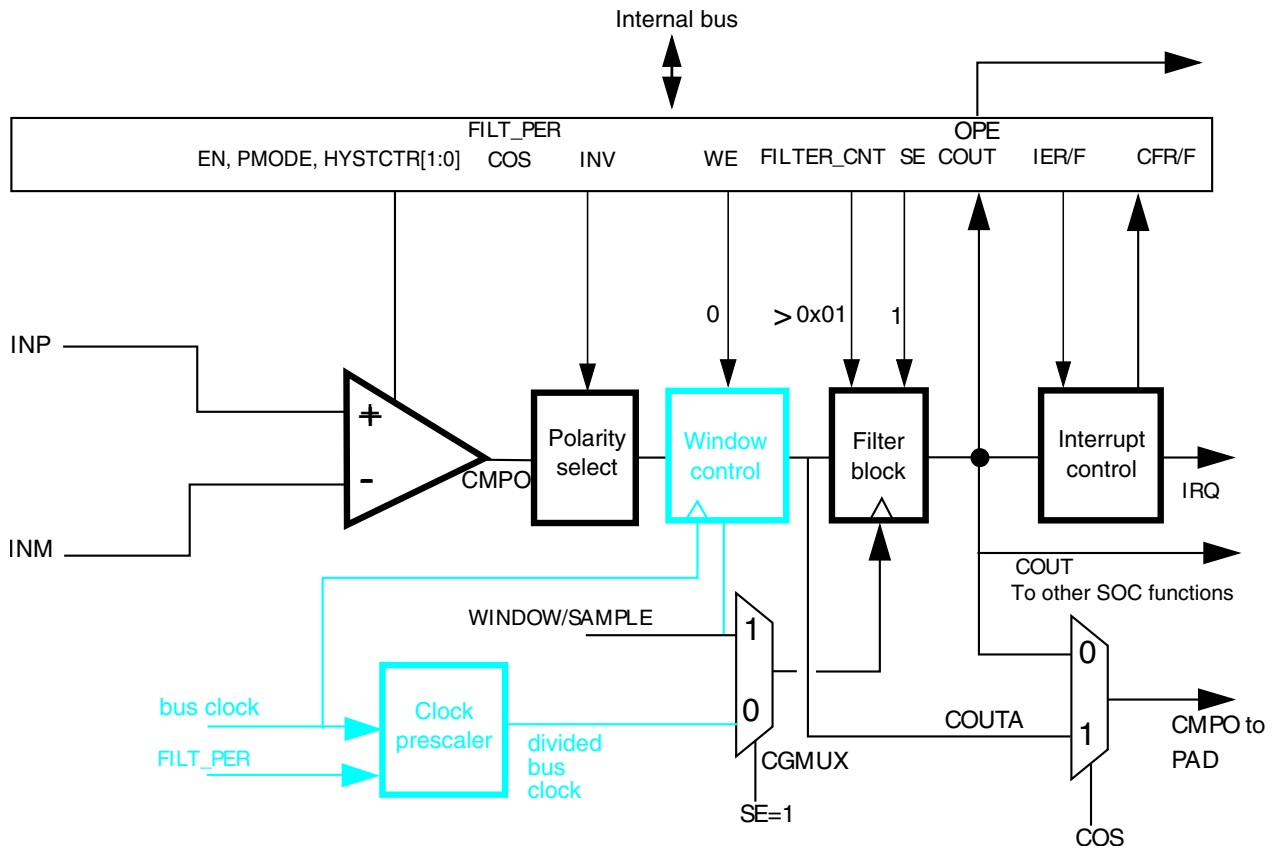 Internal bus
FILT_PER
OPE
EN, PMODE, HYSTCTR[1:0]
COS
INV
WE
FILTER_CNT
SE
COUT
IER/F
CFR/F
0
> 0x01
1
INP
+
-
INM
CMPO
Polarity
select
Window
control
Filter
block
Interrupt
control
IRQ
COUT
To other SOC functions
WINDOW/SAMPLE
1
0
CGMUX
SE=1
bus clock
FILT_PER
Clock
prescaler
divided
bus
clock
COUTA
0
1
CMPO to
PAD
COS